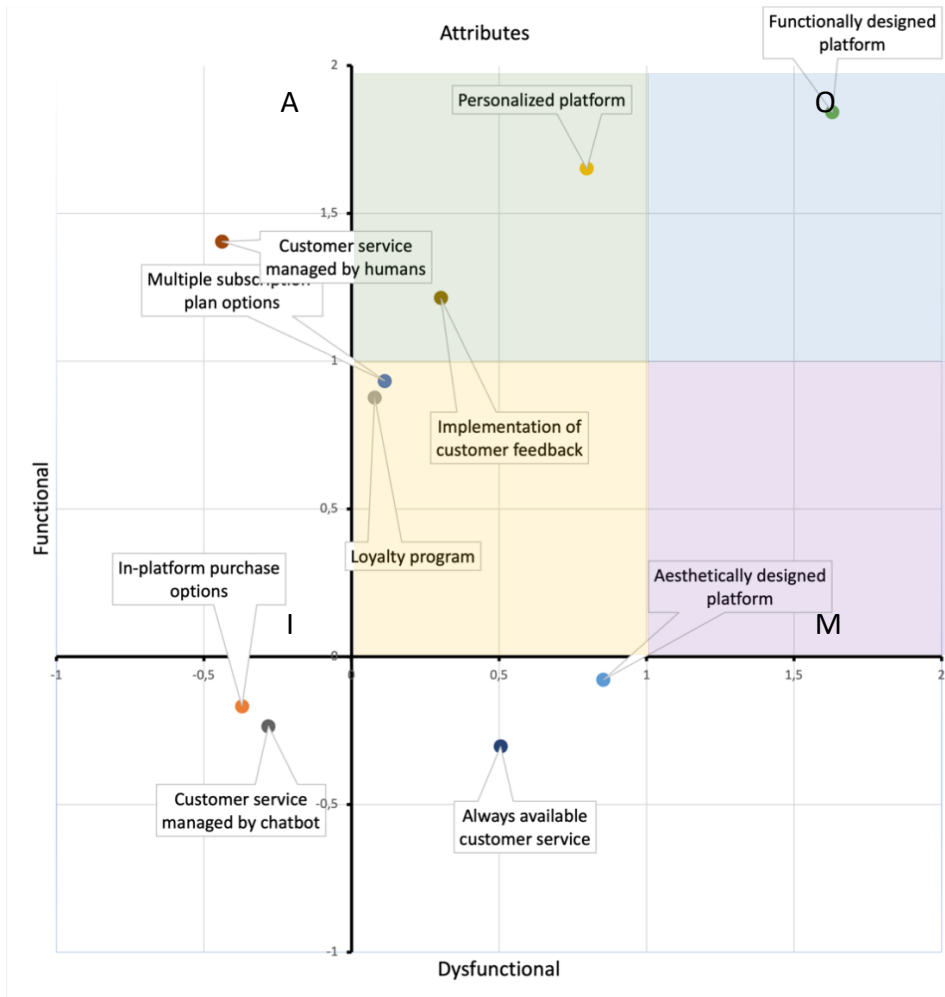 Attributes
Functionally designed
platform
2
A
Personalized platform
O
1,5
Customer service
managed by humans
Multiple subscription
plan options
1
Implementation of
customer feedback
Functional
0,5
Loyalty program
In-platform purchase
options
Aesthetically designed
platform
I
M
0
-1
-0,5
0
0,5
1
1,5
2
Customer service
managed by chatbot
-0,5
Always available
customer service
-1
Dysfunctional